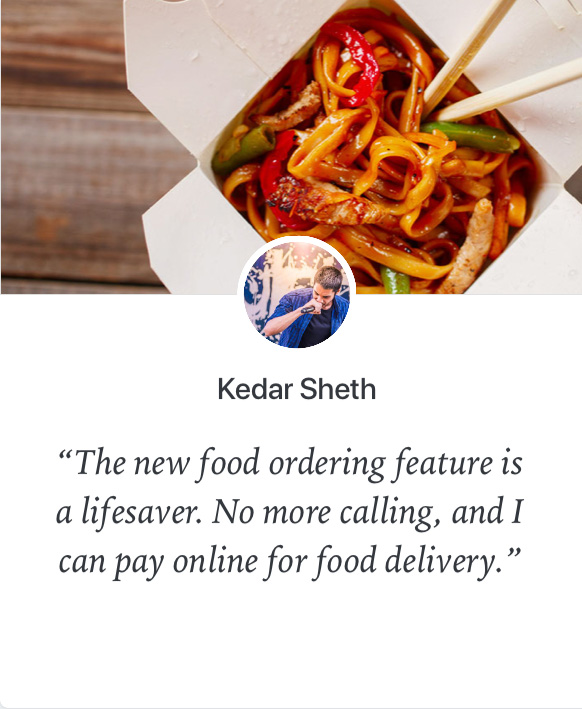 Kedar Sheth
“The new food ordering feature is
a lifesaver. No more calling, and I
can pay online for food delivery.”